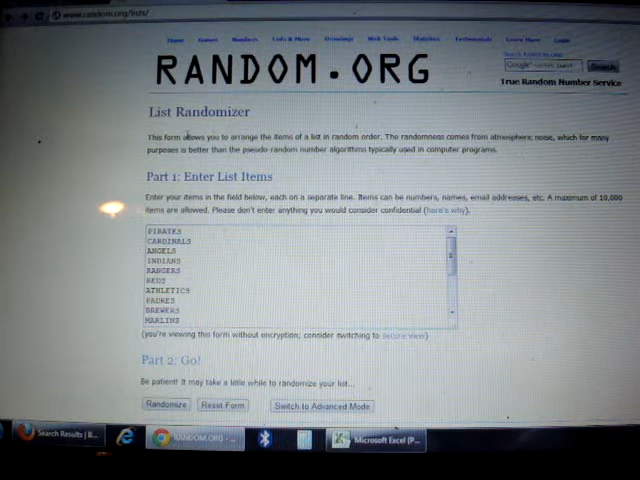 www.random.org/lists/
Home Games Numbers Lists & More Drawings Web Tools Statistics Testimonials Learn More Login
RANDOM.ORG
Search RANDOM.ORG
Google Search
True Random Number Service
List Randomizer
This form allows you to arrange the items of a list in random order. The randomness comes from atmospheric noise, which for many
purposes is better than the pseudo-random number algorithms typically used in computer programs.
Part 1: Enter List Items
Enter your items in the field below, each on a separate line. Items can be numbers, names, email addresses, etc. A maximum of 10,000
items are allowed. Please don't enter anything you would consider confidential (here's why).
PIRATES
CARDINALS
ANGELS
INDIANS
RANGERS
REDS
ATHLETICS
PADRES
BREWERS
MARLINS
(you're viewing this form without encryption; consider switching to secure view)
Part 2: Go!
Be patient! It may take a little while to randomize your list...
Randomize Reset Form Switch to Advanced Mode
Search Results | B... RANDOM.ORG - ... Microsoft Excel (P...